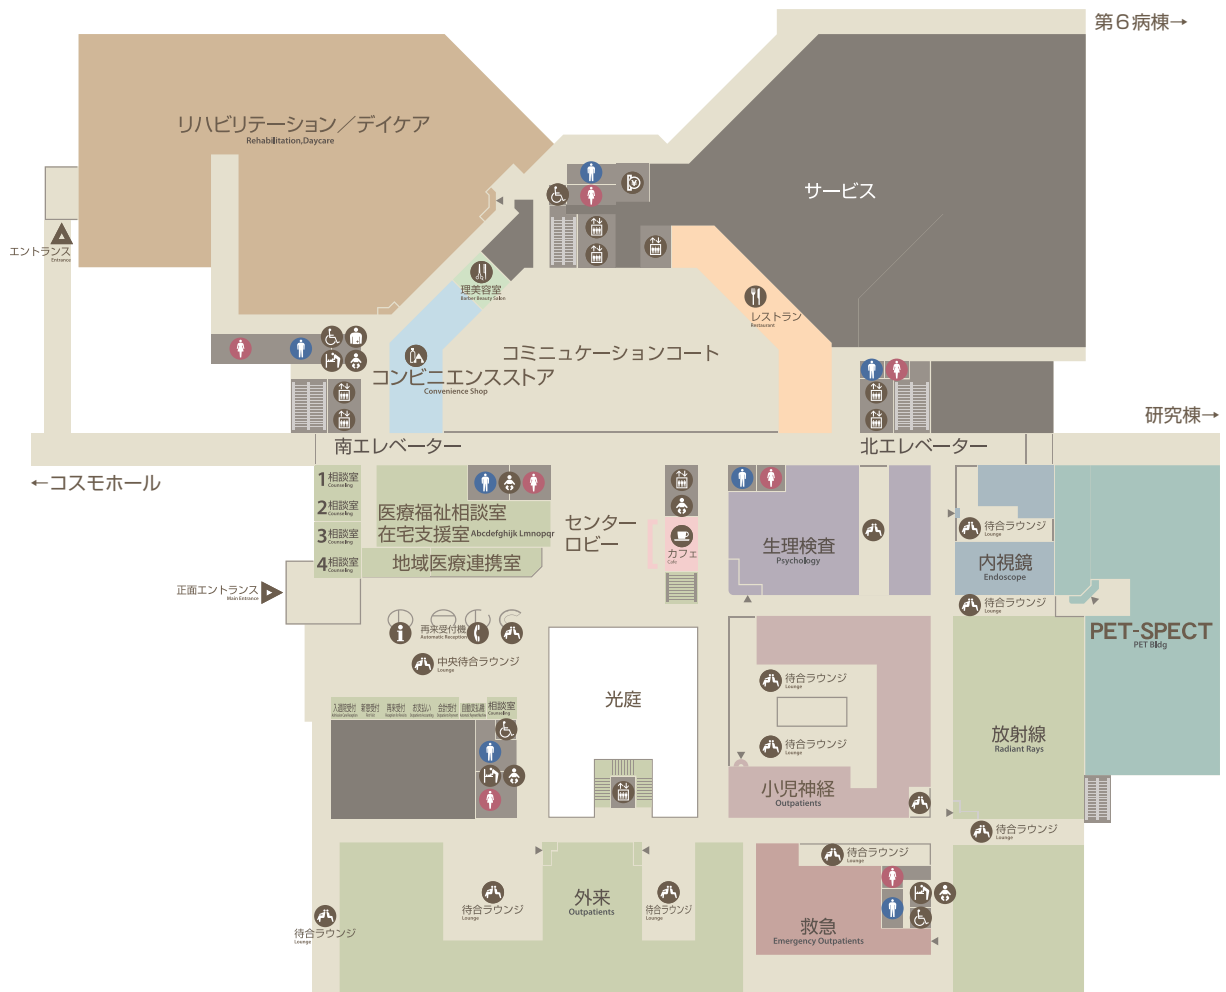 第6病棟→
リハビリテーション／デイケア
Rehabilitation,Daycare
サービス
エントランス
Entrance
理美容室
Berber Beauty Salon
レストラン
Restaurant
コミニュケーションコート
コンビニエンスストア
Convenience Shop
研究棟→
南エレベーター
北エレベーター
←コスモホール
1 相談室
Counseling
2 相談室
Counseling
3 相談室
Counseling
4 相談室
Counseling
医療福祉相談室
在宅支援室 Abcdefghijk Lmnopqr
地域医療連携室
センター
ロビー
カフェ
Cafe
生理検査
Psychology
待合ラウンジ
Lounge
内視鏡
Endoscope
待合ラウンジ
Lounge
正面エントランス
Main Entrance
再来受付機
Automatic Reception
中央待合ラウンジ
Lounge
PET-SPECT
PET Bldg
光庭
待合ラウンジ
Lounge
待合ラウンジ
Lounge
入退院受付
新患受付
再来受付
お支払い
会計受付
自動支払機
相談室
Counseling
放射線
Radiant Rays
小児神経
Outpatients
待合ラウンジ
Lounge
待合ラウンジ
Lounge
外来
Outpatients
待合ラウンジ
Lounge
待合ラウンジ
Lounge
待合ラウンジ
Lounge
救急
Emergency Outpatients